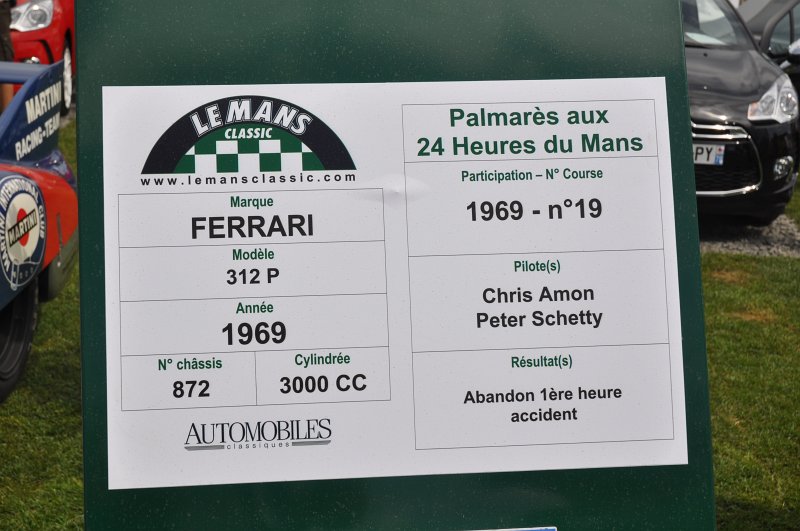 LE MANS
CLASSIC
www.lemansclassic.com
Marque
FERRARI
Modèle
312 P
Année
1969
N° châssis
872
Cylindrée
3000 CC
AUTOMOBILES
classiques
Palmarès aux
24 Heures du Mans
Participation – N° Course
1969 - n°19
Pilote(s)
Chris Amon
Peter Schetty
Résultat(s)
Abandon 1ère heure
accident
MARTINI
RACING-TEAM
MARTINI
PY